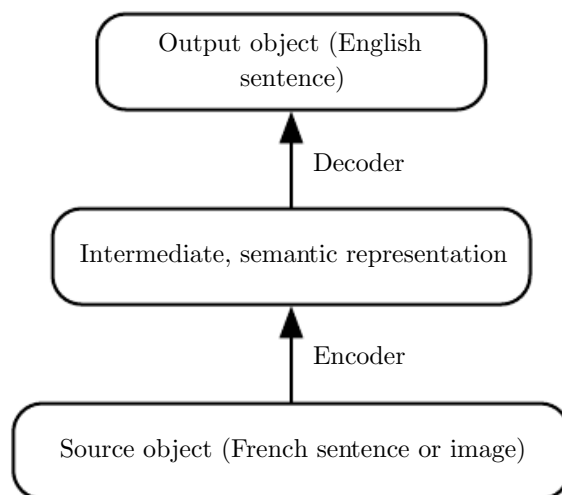 Output object (English
sentence)
Decoder
Intermediate, semantic representation
Encoder
Source object (French sentence or image)